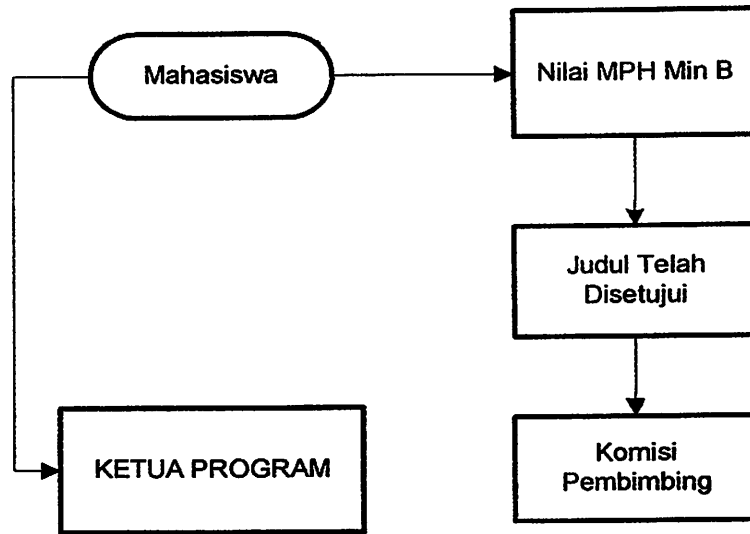 Mahasiswa
Nilai MPH Min B
Judul Telah
Disetujui
KETUA PROGRAM
Komisi
Pembimbing